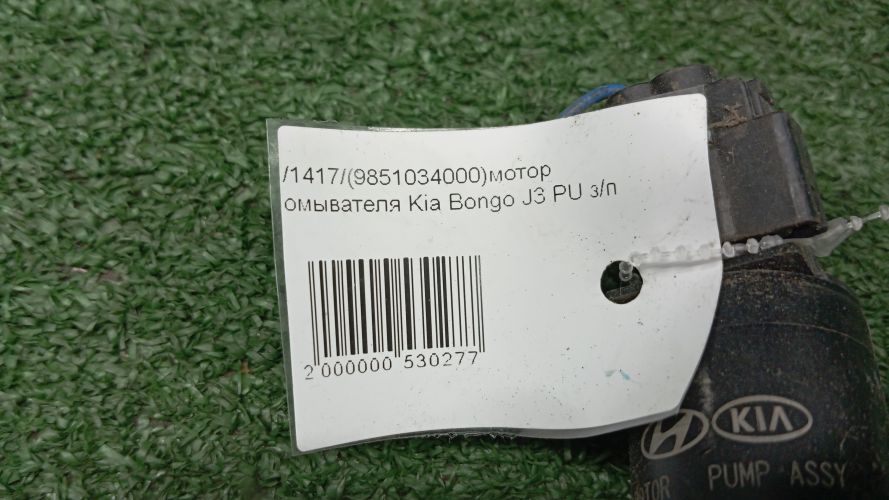 /1417/(9851034000)мотор
омывателя Kia Bongo J3 PU з/п
2 000000 530277
KIA
PUMP ASSY